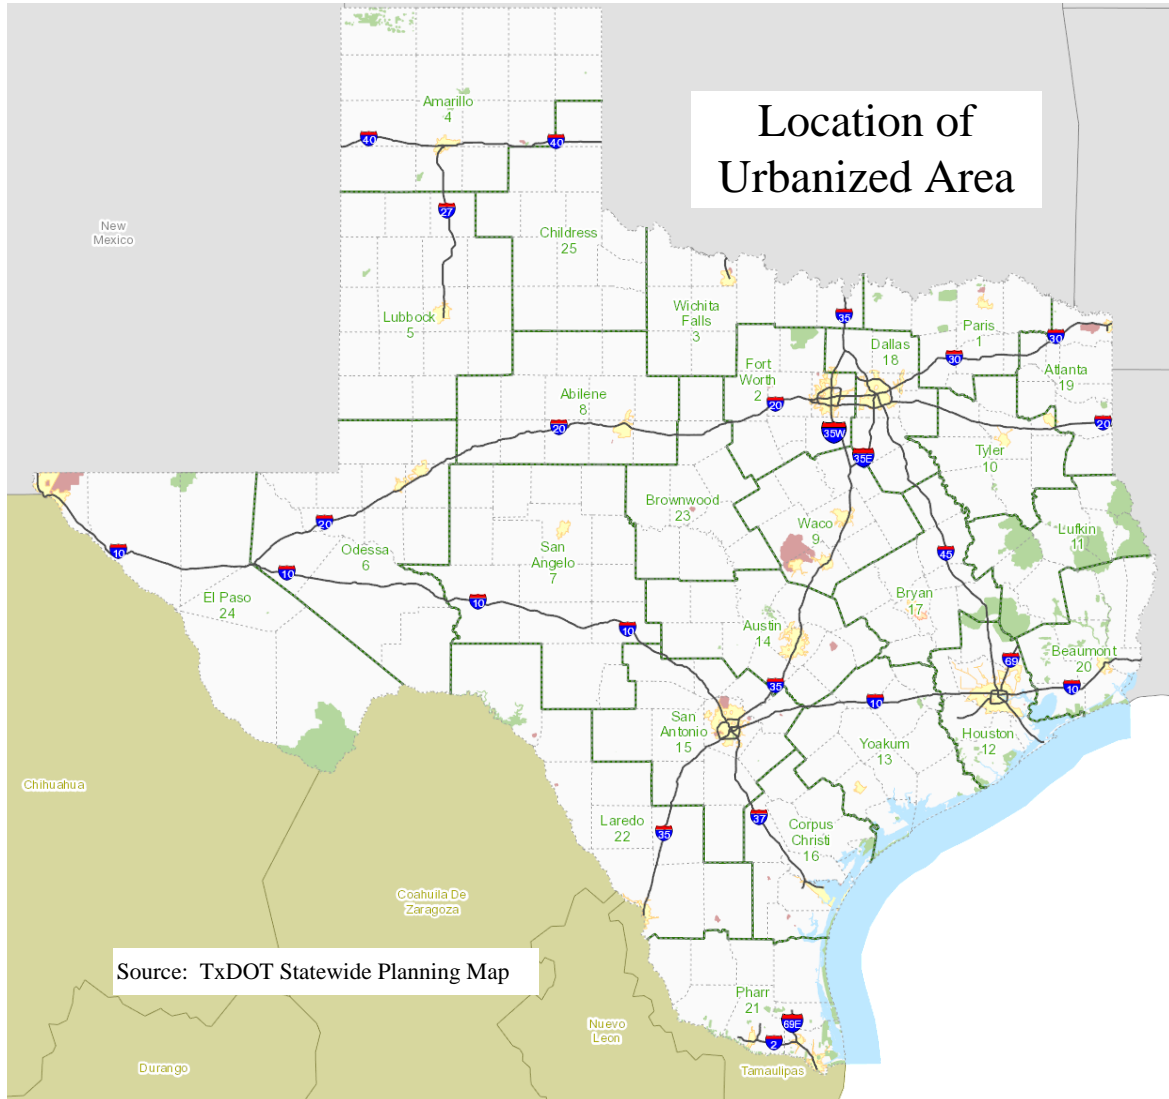 Location of
Urbanized Area
Amarillo
4
40
40
27
New
Mexico
Childress
25
Lubbock
5
Wichita
Falls
3
35
Paris
1
30
Dallas
18
30
Fort
Worth
2
Atlanta
19
20
Abilene
8
20
20
35W
35E
Tyler
10
Brownwood
23
Waco
9
20
Lufkin
11
Odessa
6
San
Angelo
7
45
10
10
El Paso
24
10
Bryan
17
10
Austin
14
Beaumont
20
69
35
10
10
San
Antonio
15
Houston
12
Yoakum
13
Chihuahua
Laredo
22
35
37
Corpus
Christi
16
Coahuila De
Zaragoza
Source:  TxDOT Statewide Planning Map
Pharr
21
69E
Nuevo
Leon
2
Durango
Tamaulipas